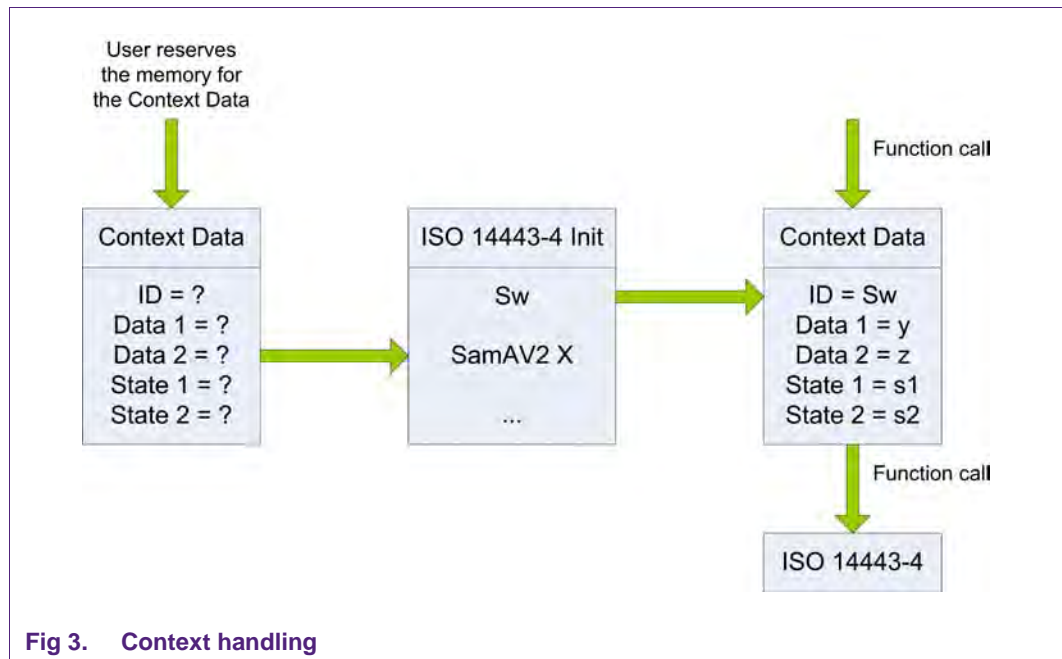 User reserves
the memory for
the Context Data
Context Data
ID = ?
Data 1 = ?
Data 2 = ?
State 1 = ?
State 2 = ?
ISO 14443-4 Init
Sw
SamAV2 X
...
Function call
Context Data
ID = Sw
Data 1 = y
Data 2 = z
State 1 = s1
State 2 = s2
Function call
ISO 14443-4
Fig 3. Context handling